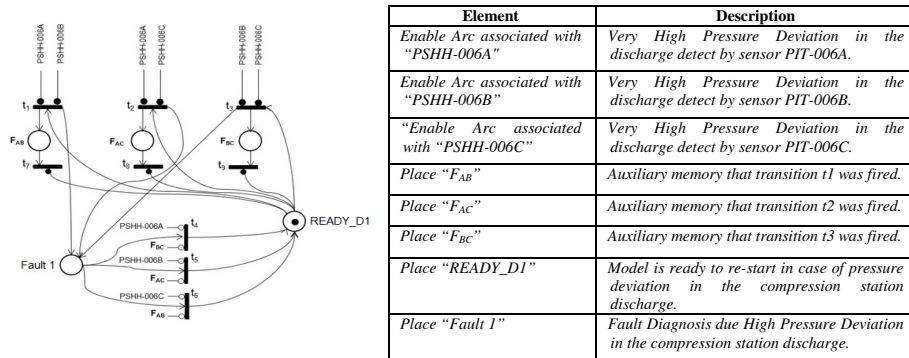 PSHH-006A
PSHH-006B
PSHH-006A
PSHH-006C
PSHH-006B
PSHH-006C
t1
t2
t3
FAB
FAC
FBC
t7
t8
t9
READY_D1
PSHH-006A
t4
FBC
Fault 1
PSHH-006B
t5
FAC
PSHH-006C
t6
FAB
Element Description
Enable Arc associated with Very High Pressure Deviation in the
“PSHH-006A" discharge detect by sensor PIT-006A.
Enable Arc associated with Very High Pressure Deviation in the
“PSHH-006B” discharge detect by sensor PIT-006B.
“Enable Arc associated Very High Pressure Deviation in the
with “PSHH-006C” discharge detect by sensor PIT-006C.
Place “FAB” Auxiliary memory that transition t1 was fired.
Place “FAC” Auxiliary memory that transition t2 was fired.
Place “FBC” Auxiliary memory that transition t3 was fired.
Place “READY_D1” Model is ready to re-start in case of pressure
deviation in the compression station
discharge.
Place “Fault 1” Fault Diagnosis due High Pressure Deviation
in the compression station discharge.